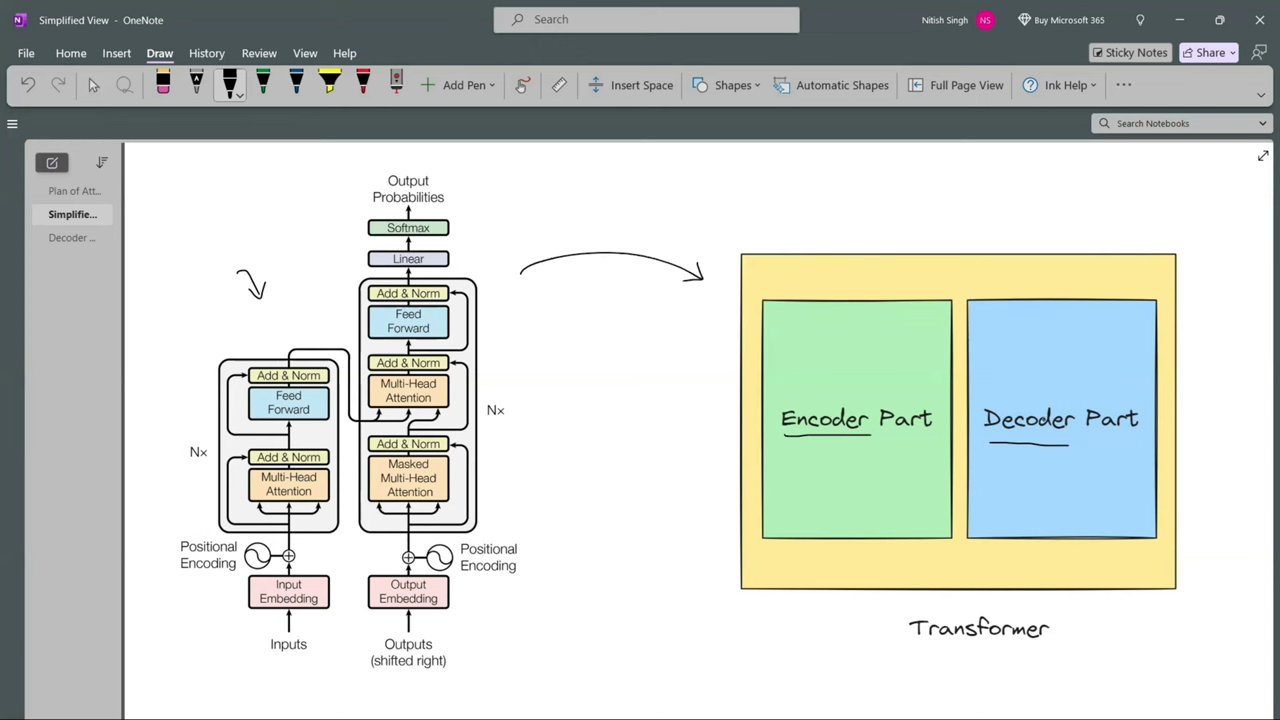 Simplified View - OneNote
Search
Nitish Singh
NS
Buy Microsoft 365
File
Home
Insert
Draw
History
Review
View
Help
Sticky Notes
Share
Add Pen
Insert Space
Shapes
Automatic Shapes
Full Page View
Ink Help
Search Notebooks
Plan of Att...
Simplifie...
Decoder ...
Output
Probabilities
Softmax
Linear
Add & Norm
Feed
Forward
Add & Norm
Multi-Head
Attention
Add & Norm
Masked
Multi-Head
Attention
N×
Positional
Encoding
Output
Embedding
Outputs
(shifted right)
Add & Norm
Feed
Forward
Add & Norm
Multi-Head
Attention
N×
Positional
Encoding
Input
Embedding
Inputs
Encoder Part
Decoder Part
Transformer